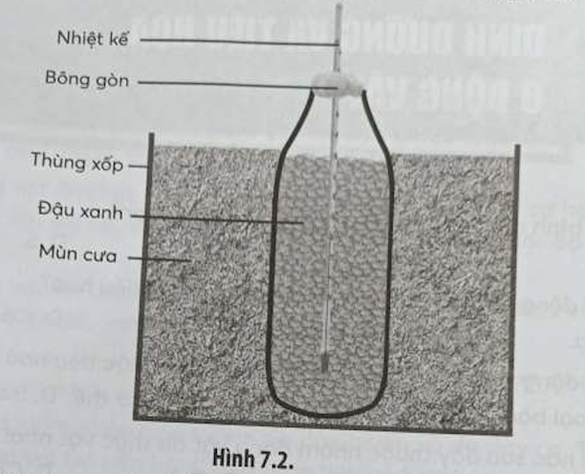 Nhiệt kế
Bông gòn
Thùng xốp
Đậu xanh
Mùn cưa
Hình 7.2.